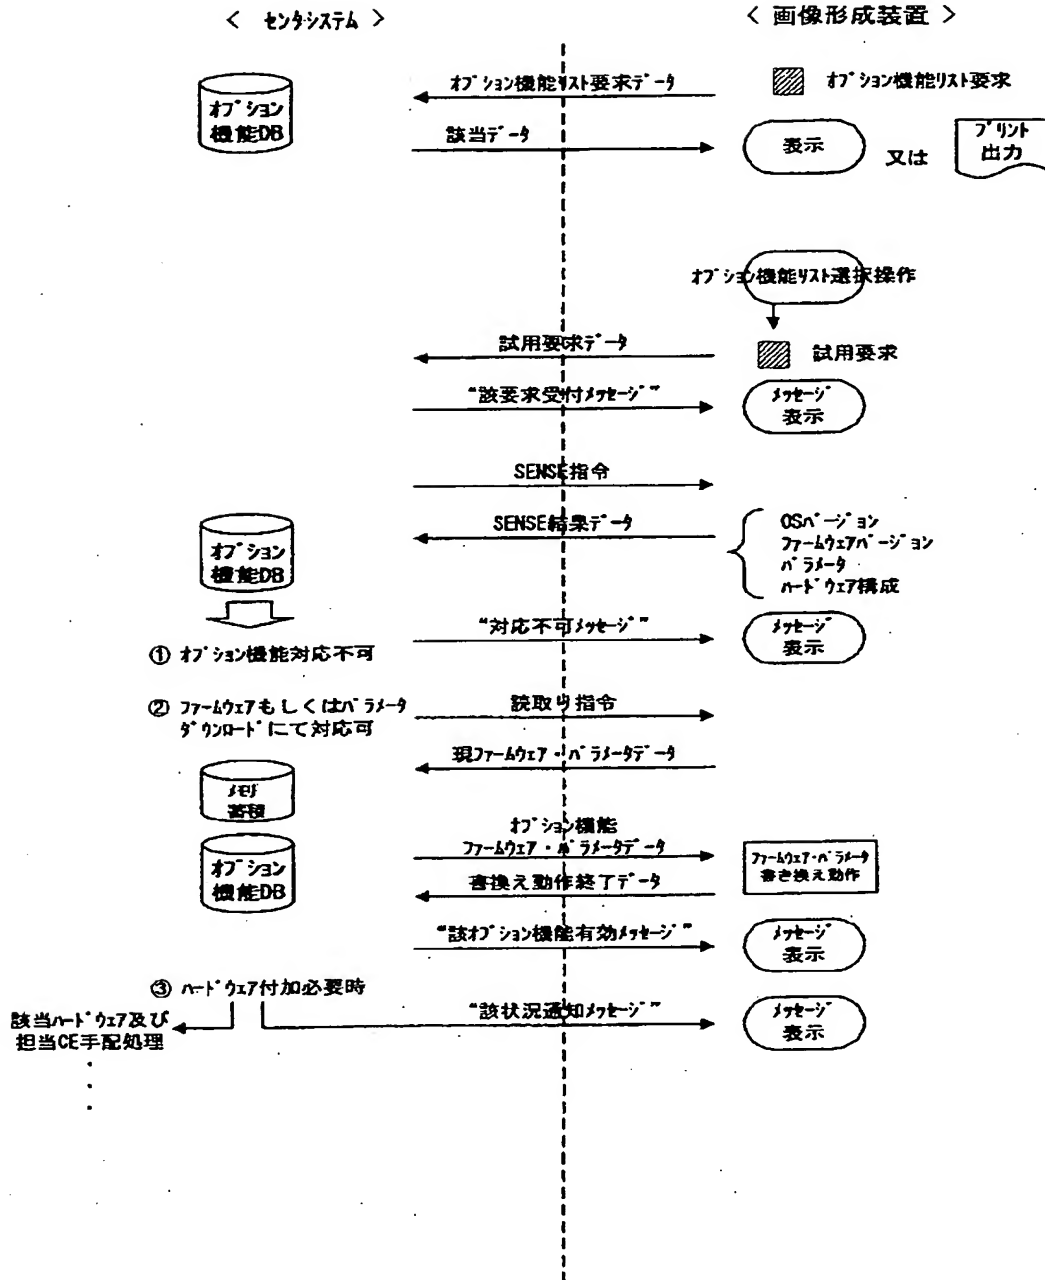 < センタシステム >
< 画像形成装置 >
オプション機能リスト要求データ
オプション機能リスト要求
オプション
機能DB
該当データ
表示
又は
プリント
出力
オプション機能リスト選択操作
試用要求データ
試用要求
“該要求受付メッセージ”
メッセージ
表示
SENSE指令
SENSE結果データ
OSバージョン
ファームウェアバージョン
パラメータ
ハードウェア構成
オプション
機能DB
“対応不可メッセージ”
メッセージ
表示
① オプション機能対応不可
② ファームウェアもしくはパラメータ
ダウンロードにて対応可
読取り指令
現ファームウェア・パラメータデータ
メモリ
蓄積
オプション機能
ファームウェア・パラメータデータ
ファームウェア・パラメータ
書き換え動作
オプション
機能DB
書換え動作終了データ
“該オプション機能有効メッセージ”
メッセージ
表示
③ ハードウェア付加必要時
“該状況通知メッセージ”
メッセージ
表示
該当ハードウェア及び
担当CE手配処理
・
・
・